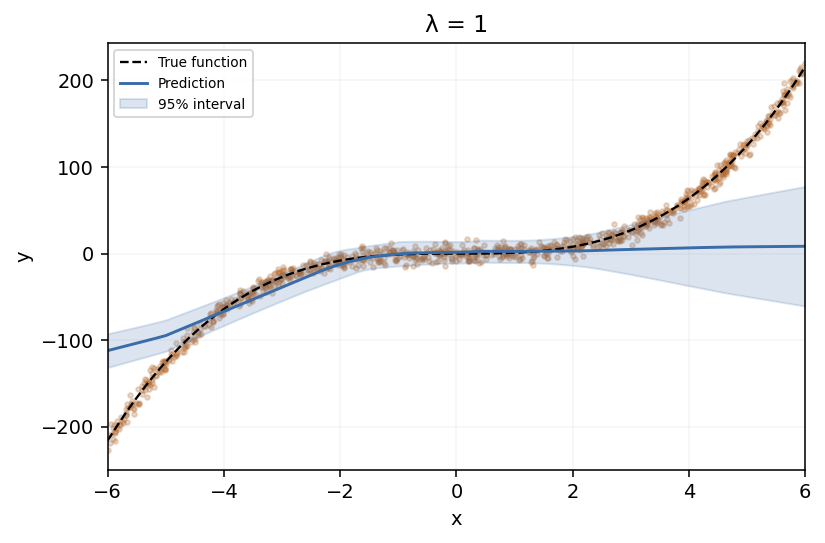 λ = 1
True function
Prediction
95% interval
y
200
100
0
−100
−200
−6
−4
−2
0
2
4
6
x